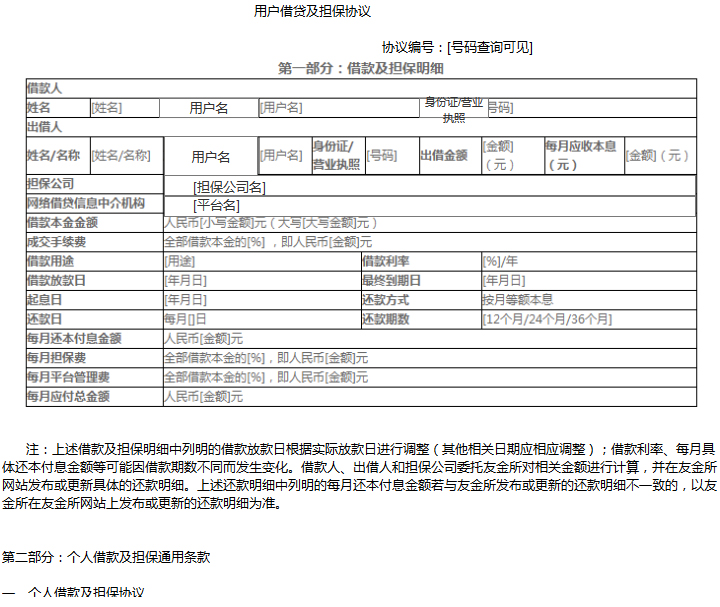 用户借贷及担保协议
协议编号：[号码查询可见]
第一部分：借款及担保明细
借款人
姓名 [姓名] 用户名 [用户名] 身份证/营业执照 号码]
出借人
姓名/名称 [姓名/名称] 用户名 [用户名] 身份证/营业执照 [号码] 出借金额 [金额]（元） 每月应收本息（元） [金额]（元）
担保公司 [担保公司名]
网络借贷信息中介机构 [平台名]
借款本金金额 人民币[小写金额]元（大写[大写金额]元）
成交手续费 全部借款本金的[%]，即人民币[金额]元
借款用途 [用途] 借款利率 [%]/年
借款放款日 [年月日] 最终到期日 [年月日]
起息日 [年月日] 还款方式 按月等额本息
还款日 每月[]日 还款期数 [12个月/24个月/36个月]
每月还本付息金额 人民币[金额]元
每月担保费 全部借款本金的[%]，即人民币[金额]元
每月平台管理费 全部借款本金的[%]，即人民币[金额]元
每月应付总金额 人民币[金额]元
注：上述借款及担保明细中列明的借款放款日根据实际放款日进行调整（其他相关日期应相应调整）；借款利率、每月具
体还本付息金额等可能因借款期数不同而发生变化。借款人、出借人和担保公司委托友金所对相关金额进行计算，并在友金所
网站发布或更新具体的还款明细。上述还款明细中列明的每月还本付息金额若与友金所发布或更新的还款明细不一致的，以友
金所在友金所网站上发布或更新的还款明细为准。
第二部分：个人借款及担保通用条款
一 个人借款及担保协议